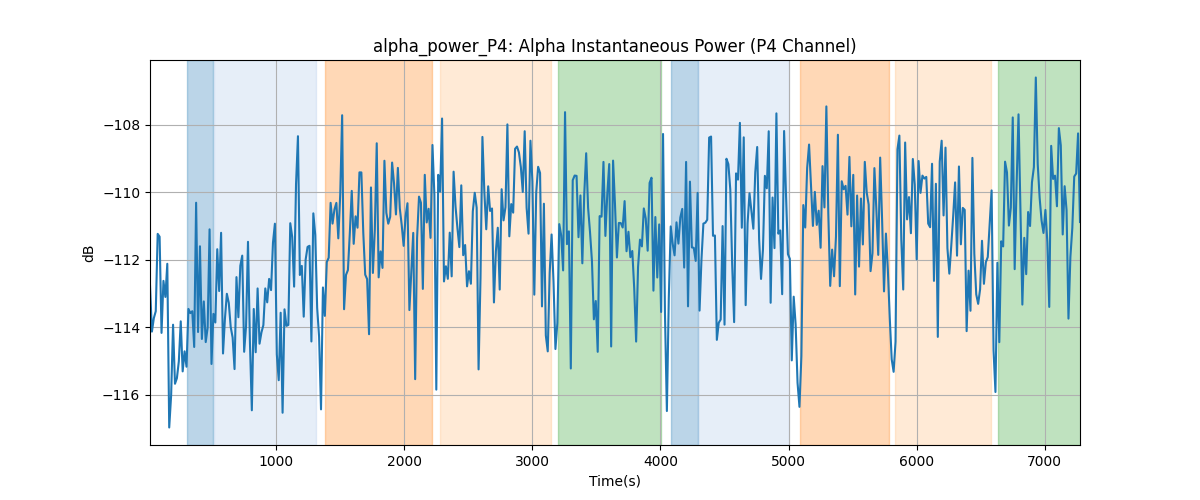 alpha_power_P4: Alpha Instantaneous Power (P4 Channel)
dB
−108
−110
−112
−114
−116
1000 2000 3000 4000 5000 6000 7000
Time(s)